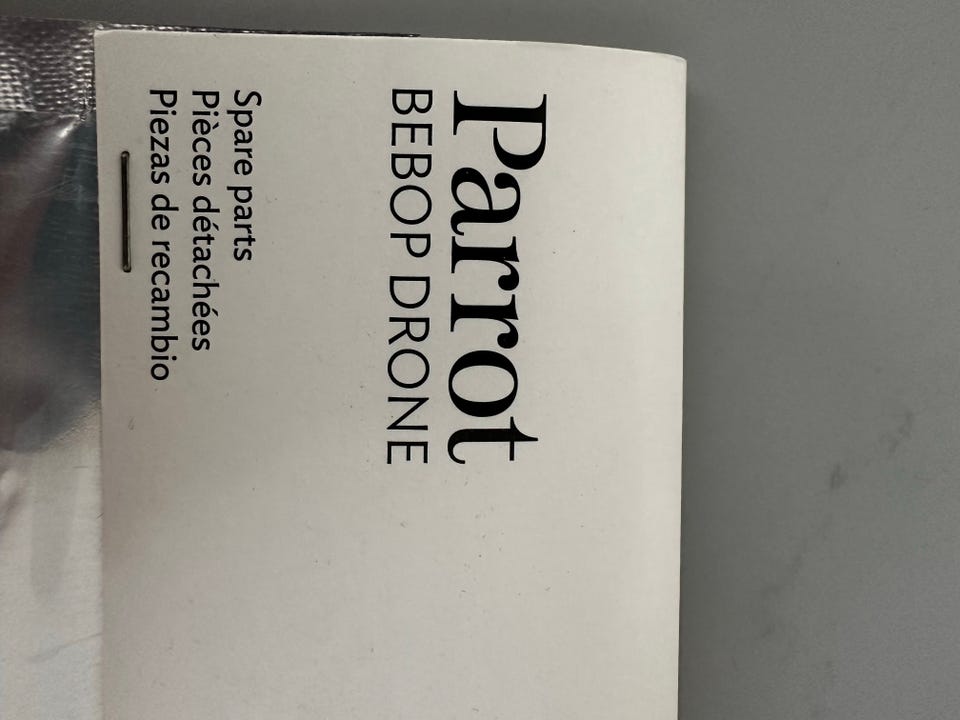 Parrot
BEBOP DRONE
Spare parts
Pièces détachées
Piezas de recambio